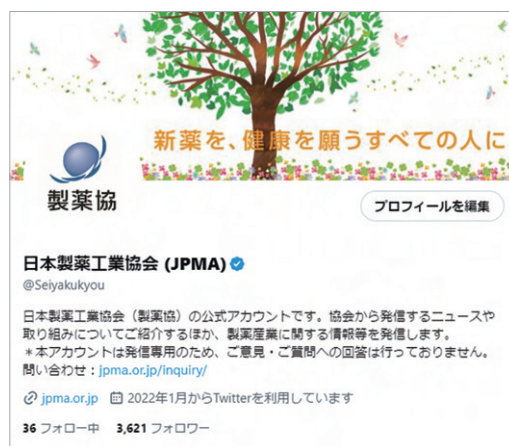 新薬を、健康を願うすべての人に
製薬協
プロフィールを編集
日本製薬工業協会 (JPMA)
@Seiyakukyou
日本製薬工業協会（製薬協）の公式アカウントです。協会から発信するニュースや
取り組みについてご紹介するほか、製薬産業に関する情報等を発信します。
＊本アカウントは発信専用のため、ご意見・ご質問への回答は行っておりません。
問い合わせ：jpma.or.jp/inquiry/
jpma.or.jp 2022年1月からTwitterを利用しています
36 フォロー中 3,621 フォロワー